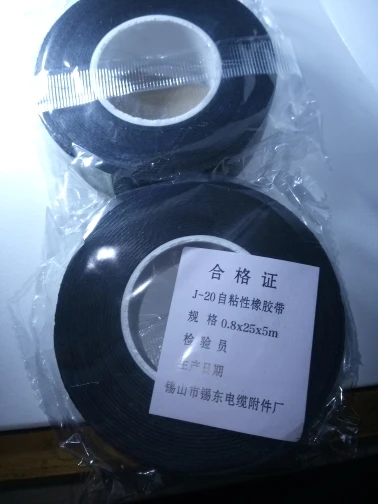 合格证
J-20自粘性橡胶带
规格 0.8x25x5m
检验员
生产日期
锡山市锡东电缆附件厂